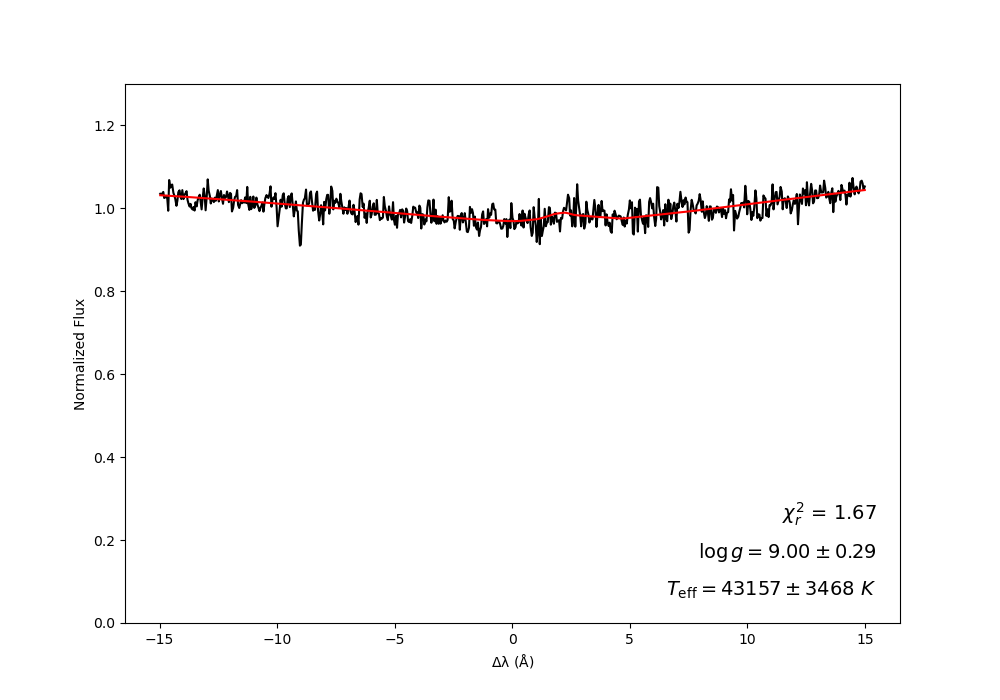 1.2
1.0
0.8
0.6
0.4
0.2
0.0
Normalized Flux
χ²ᵣ = 1.67
log g = 9.00 ± 0.29
T_eff = 43157 ± 3468 K
−15 −10 −5 0 5 10 15
Δλ (Å)